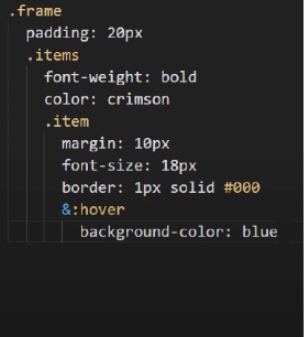 .frame
padding: 20px
.items
font-weight: bold
color: crimson
.item
margin: 10px
font-size: 18px
border: 1px solid #000
&:hover
background-color: blue